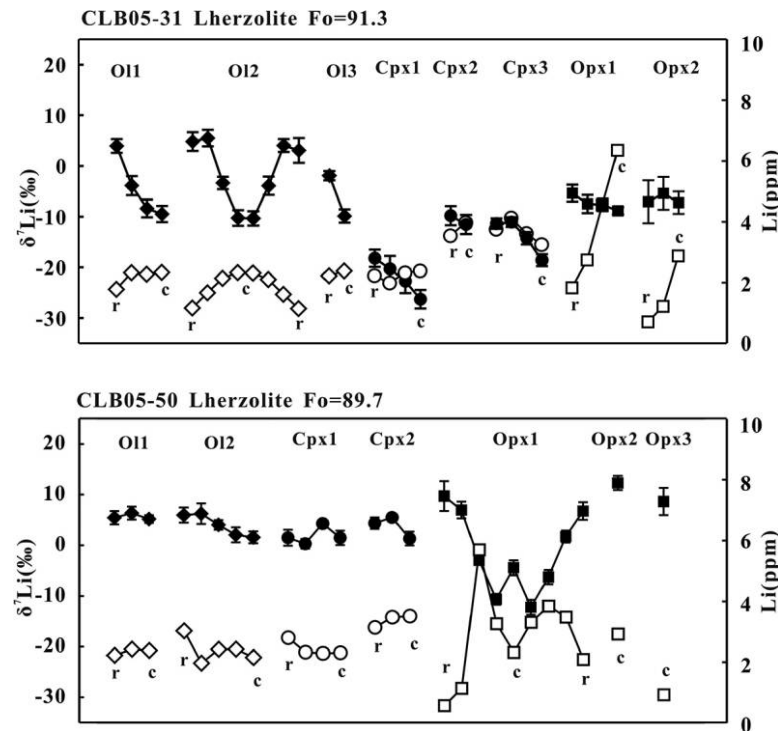 CLB05-31 Lherzolite Fo=91.3
10
20
Ol1 Ol2 Ol3 Cpx1 Cpx2 Cpx3 Opx1 Opx2
8
10
0
6
c
-10
4
r c c
r
-20
c
2
r c r c r c r c r r
-30
r r
0
δ⁷Li(‰)
Li(ppm)
CLB05-50 Lherzolite Fo=89.7
10
20
Ol1 Ol2 Cpx1 Cpx2 Opx1 Opx2 Opx3
8
10
0
6
-10
4
-20
r c r c r c r c r c r c c
2
-30
0
δ⁷Li(‰)
Li(ppm)